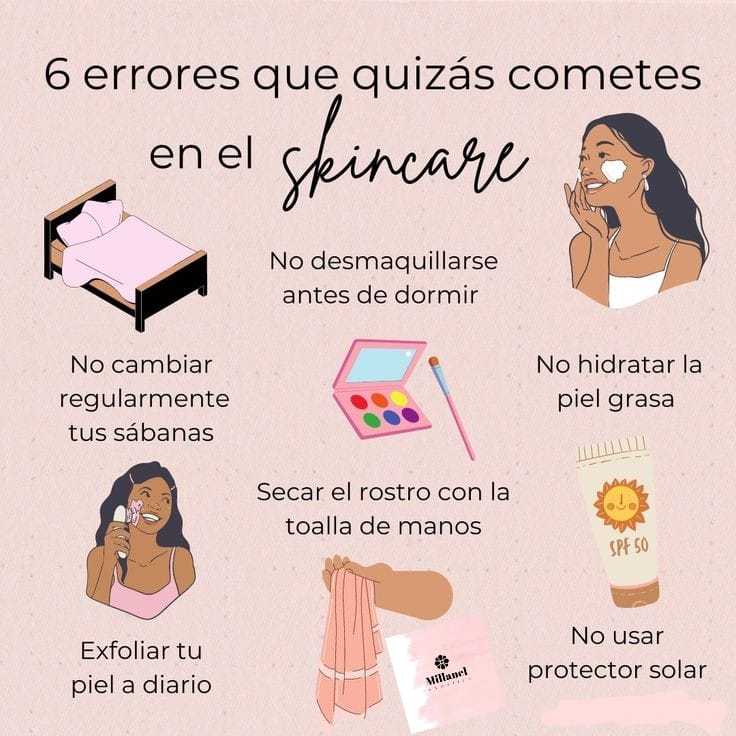 6 errores que quizás cometes
en el skincare
No desmaquillarse
antes de dormir
No cambiar
regularmente
tus sábanas
No hidratar la
piel grasa
Secar el rostro con la
toalla de manos
SPF 50
Exfoliar tu
piel a diario
No usar
protector solar
Millanel